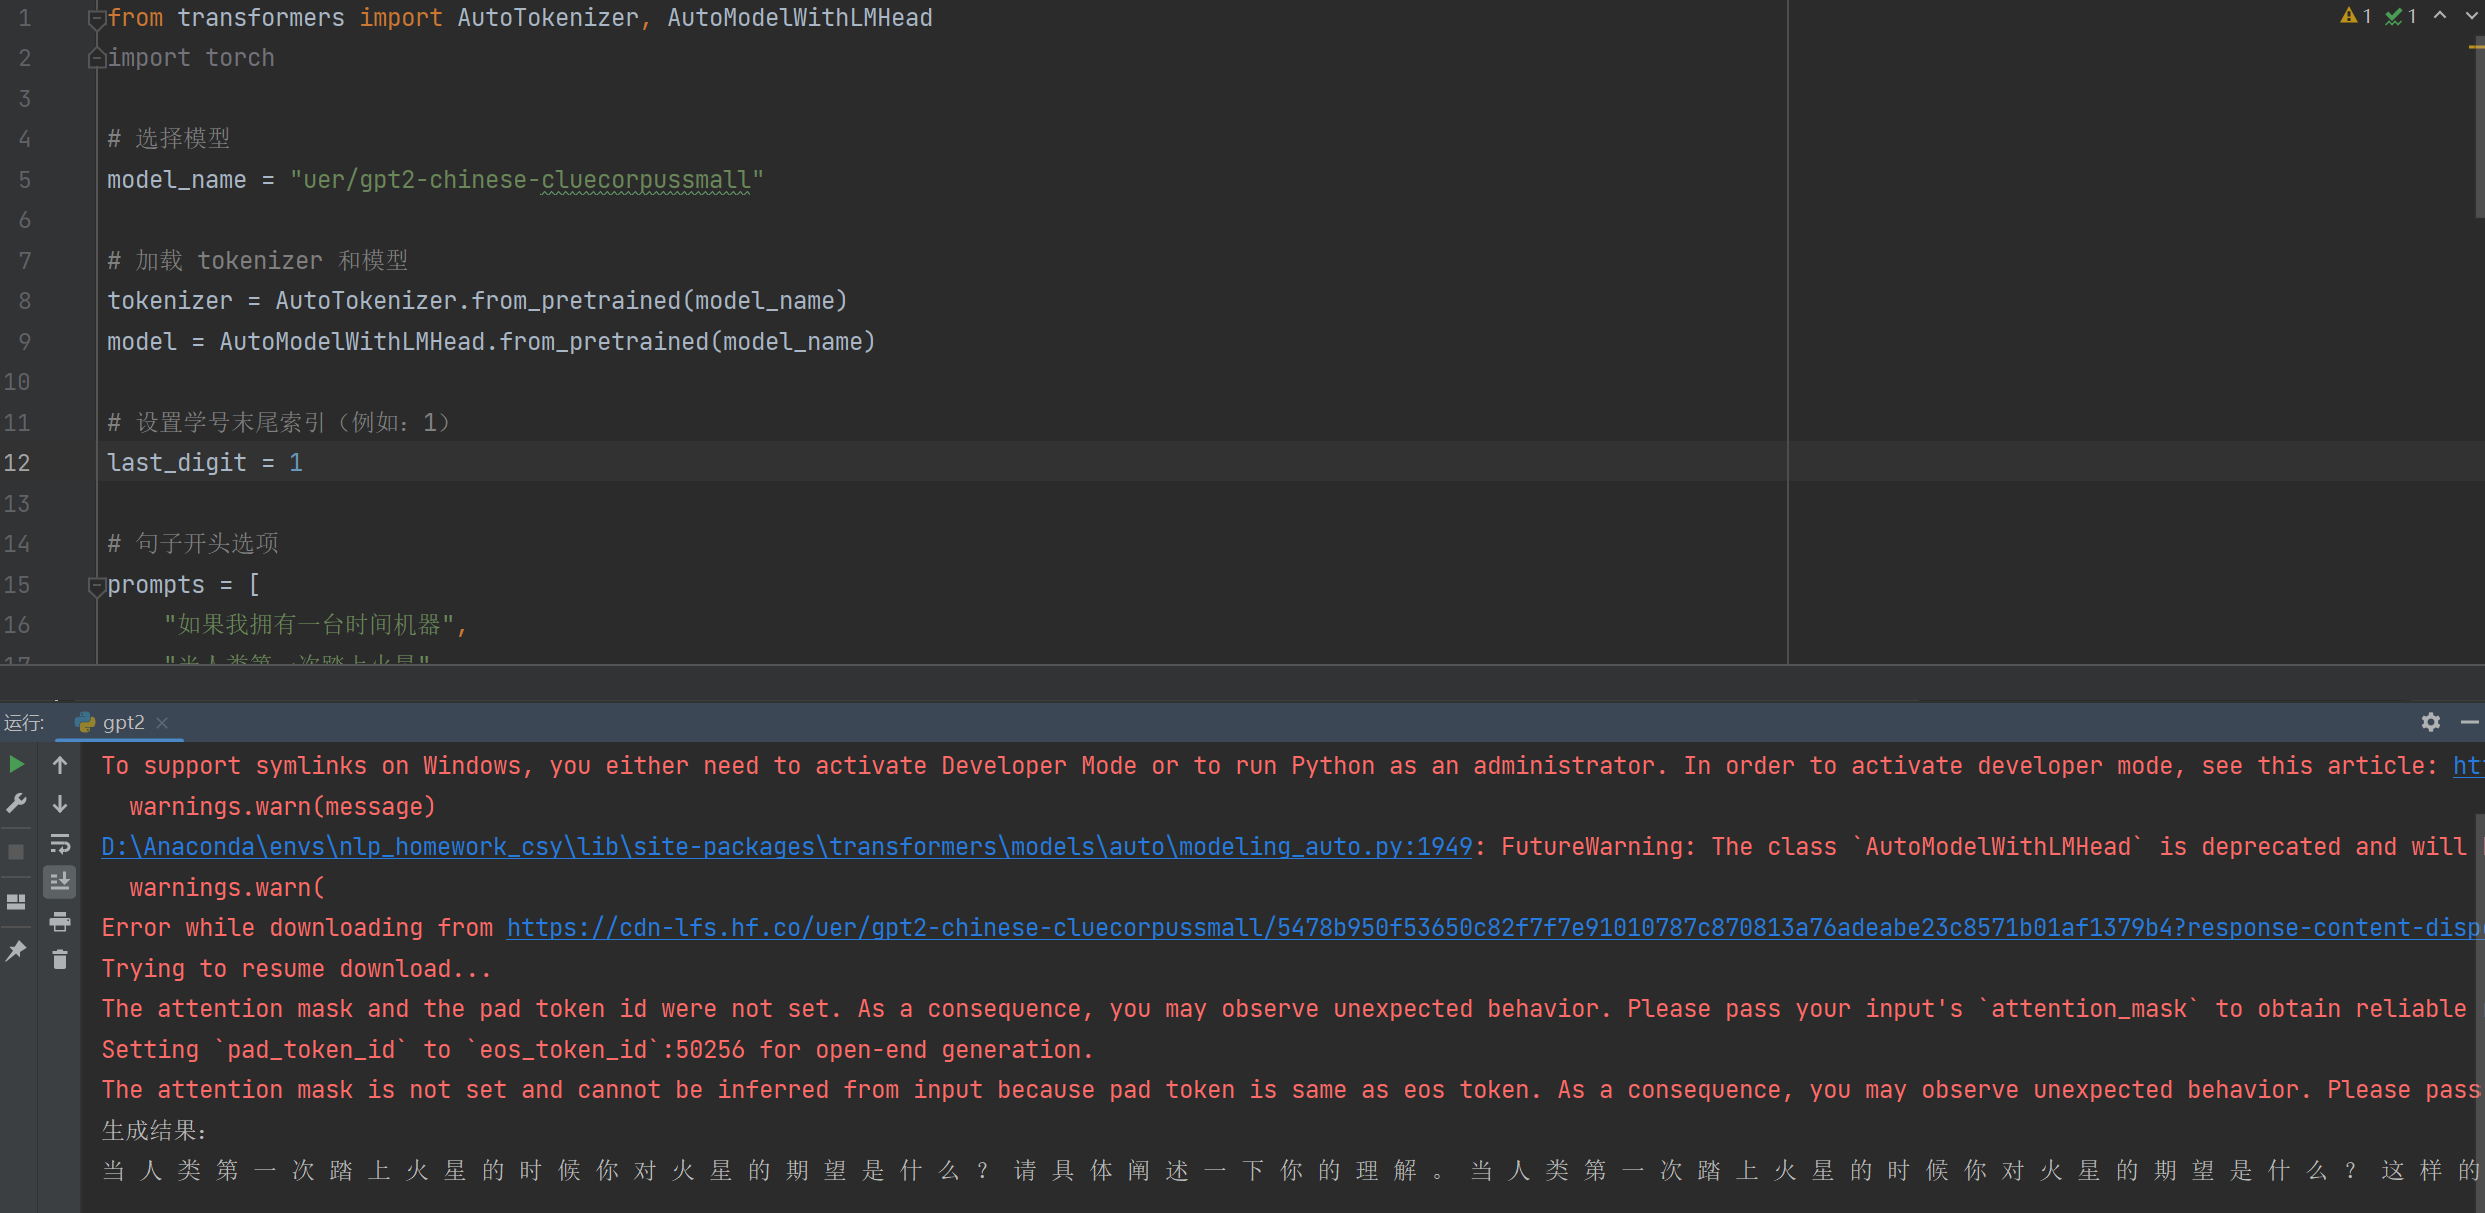 1 from transformers import AutoTokenizer, AutoModelWithLMHead
2 import torch
3
4 # 选择模型
5 model_name = "uer/gpt2-chinese-cluecorpussmall"
6
7 # 加载 tokenizer 和模型
8 tokenizer = AutoTokenizer.from_pretrained(model_name)
9 model = AutoModelWithLMHead.from_pretrained(model_name)
10
11 # 设置学号末尾索引（例如：1）
12 last_digit = 1
13
14 # 句子开头选项
15 prompts = [
16 "如果我拥有一台时间机器",
17 "当人类第一次踏上火星"
1 1
运行: gpt2
To support symlinks on Windows, you either need to activate Developer Mode or to run Python as an administrator. In order to activate developer mode, see this article: htt
warnings.warn(message)
D:\Anaconda\envs\nlp_homework_csy\lib\site-packages\transformers\models\auto\modeling_auto.py:1949: FutureWarning: The class `AutoModelWithLMHead` is deprecated and will
warnings.warn(
Error while downloading from https://cdn-lfs.hf.co/uer/gpt2-chinese-cluecorpussmall/5478b950f53650c82f7f7e91010787c870813a76adeabe23c8571b01af1379b4?response-content-disp
Trying to resume download...
The attention mask and the pad token id were not set. As a consequence, you may observe unexpected behavior. Please pass your input's `attention_mask` to obtain reliable
Setting `pad_token_id` to `eos_token_id`:50256 for open-end generation.
The attention mask is not set and cannot be inferred from input because pad token is same as eos token. As a consequence, you may observe unexpected behavior. Please pass
生成结果:
当 人 类 第 一 次 踏 上 火 星 的 时 候 你 对 火 星 的 期 望 是 什 么 ？ 请 具 体 阐 述 一 下 你 的 理 解 。 当 人 类 第 一 次 踏 上 火 星 的 时 候 你 对 火 星 的 期 望 是 什 么 ？ 这 样 的